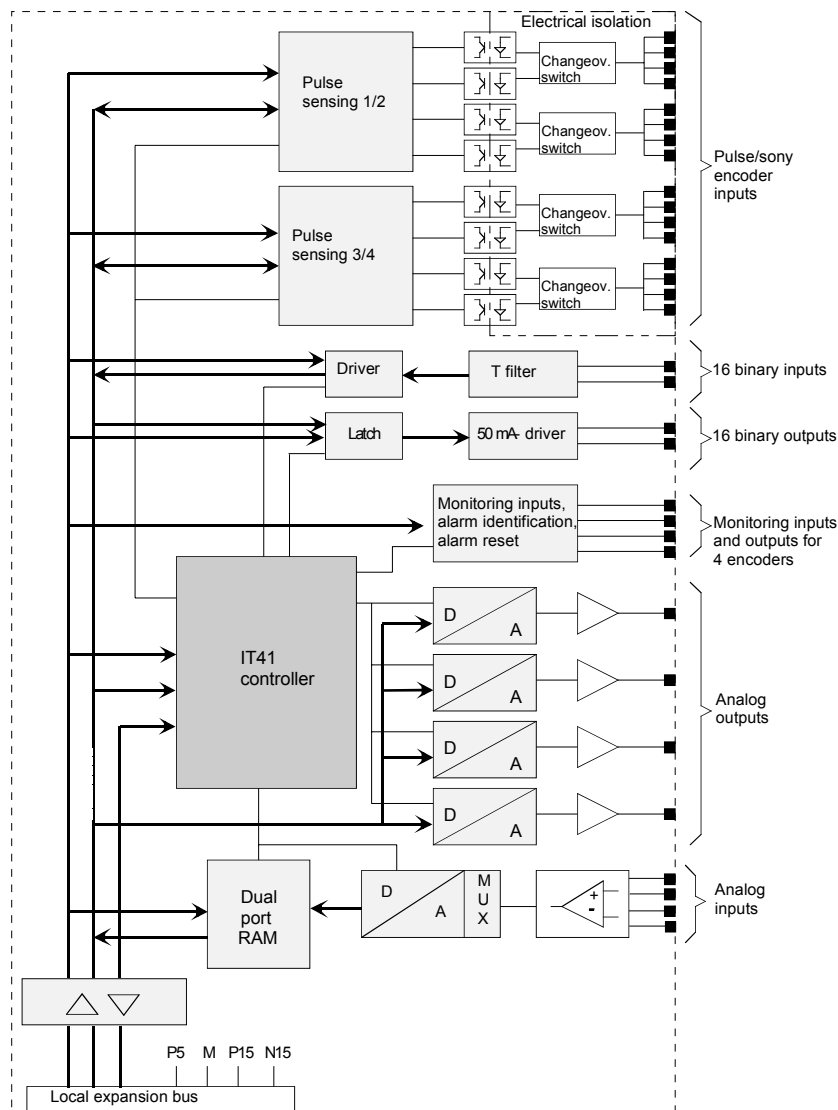 Electrical isolation
Pulse
sensing 1/2
Changeov.
switch
Changeov.
switch
Pulse/sony
encoder
inputs
Pulse
sensing 3/4
Changeov.
switch
Changeov.
switch
Driver
T filter
16 binary inputs
Latch
50 mA- driver
16 binary outputs
Monitoring inputs,
alarm identification,
alarm reset
Monitoring inputs
and outputs for
4 encoders
IT41
controller
D
A
D
A
D
A
D
A
Analog
outputs
Dual
port
RAM
D
A
M
U
X
+
-
Analog
inputs
P5 M P15 N15
Local expansion bus